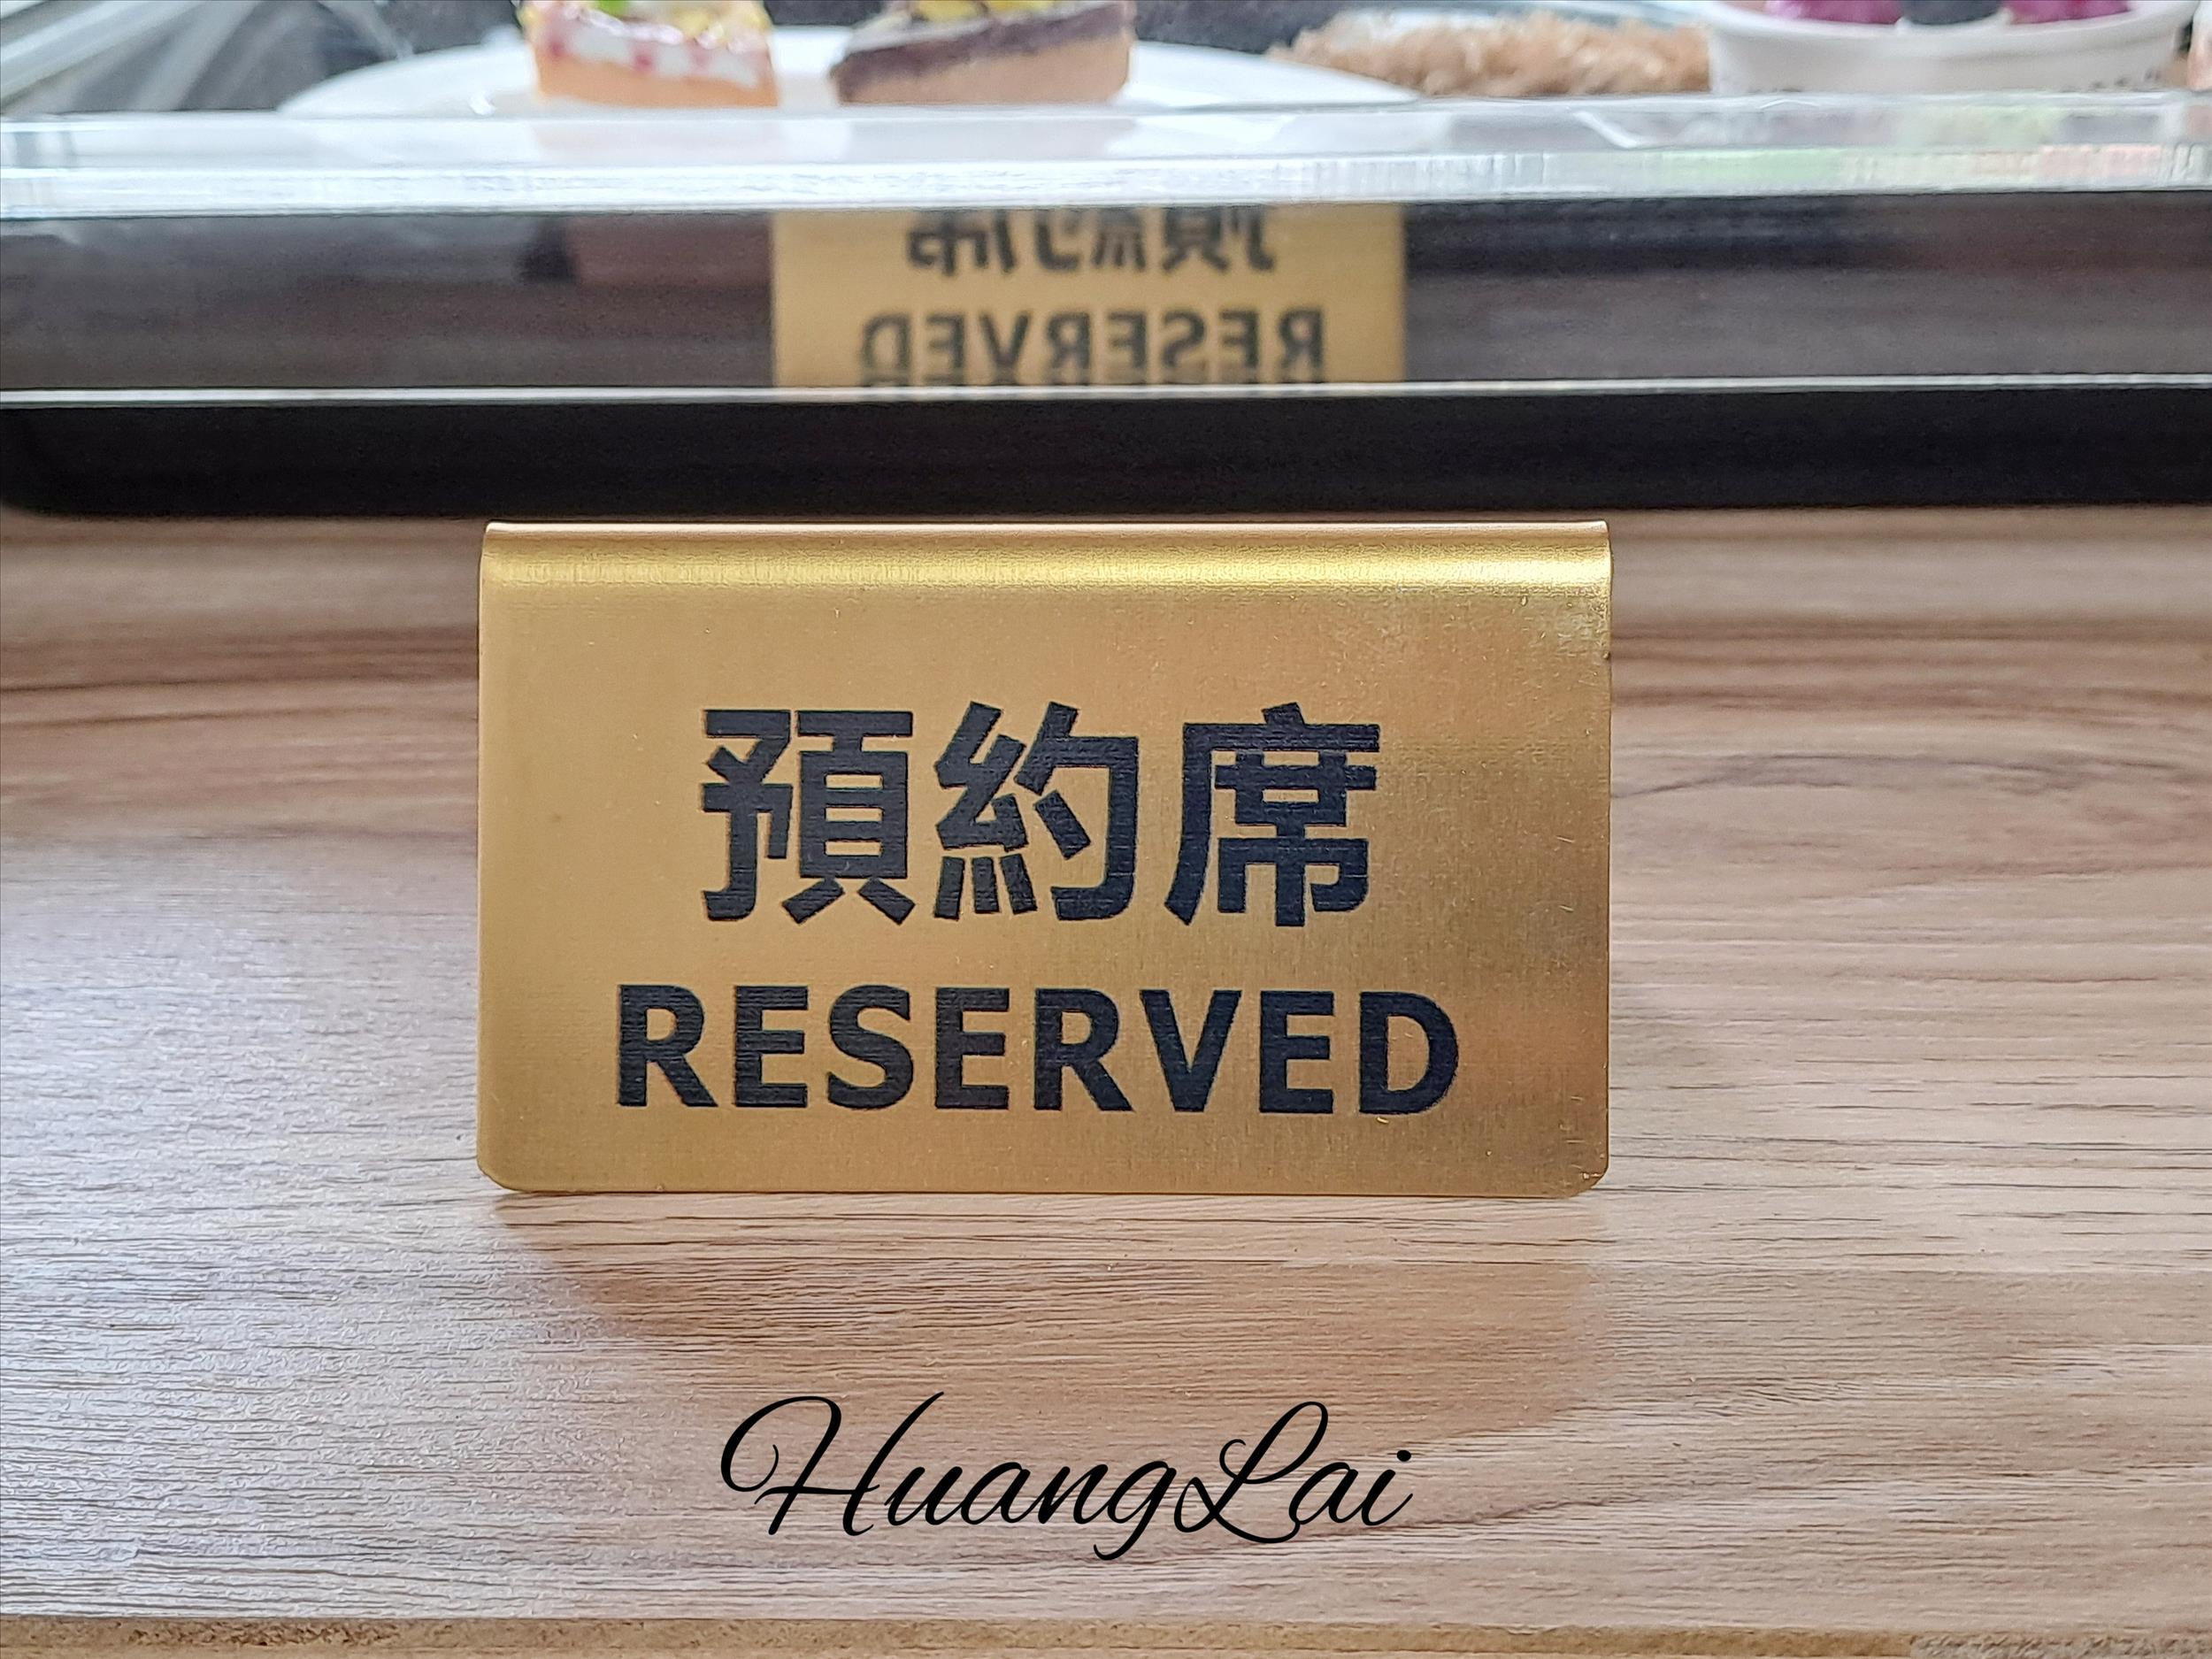 預約席
RESERVED
HuangLai